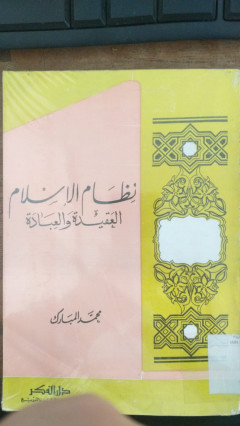 نظام الإسلام
العقيدة والعبادة
محمد المبارك
دار الفكر